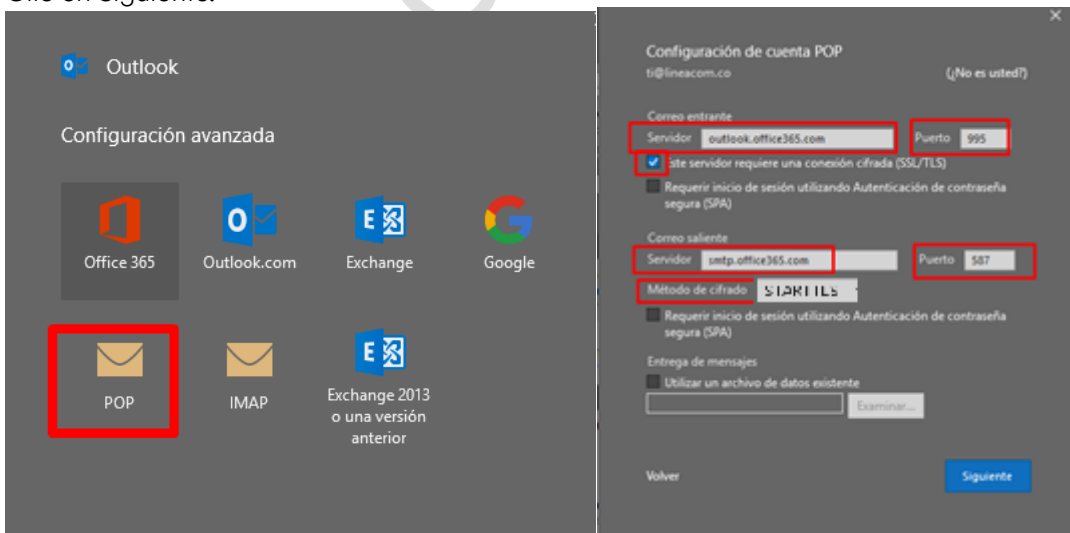 Clic en Siguiente.
Outlook
Configuración avanzada
Office 365
Outlook.com
Exchange
Google
POP
IMAP
Exchange 2013
o una versión
anterior
Configuración de cuenta POP
ti@lineacom.co (¿No es usted?)
Correo entrante
Servidor outlook.office365.com Puerto 995
Este servidor requiere una conexión cifrada (SSL/TLS)
Requerir inicio de sesión utilizando Autenticación de contraseña
segura (SPA)
Correo saliente
Servidor smtp.office365.com Puerto 587
Método de cifrado STARTTLS
Requerir inicio de sesión utilizando Autenticación de contraseña
segura (SPA)
Entrega de mensajes
Utilizar un archivo de datos existente
Examinar...
Volver Siguiente